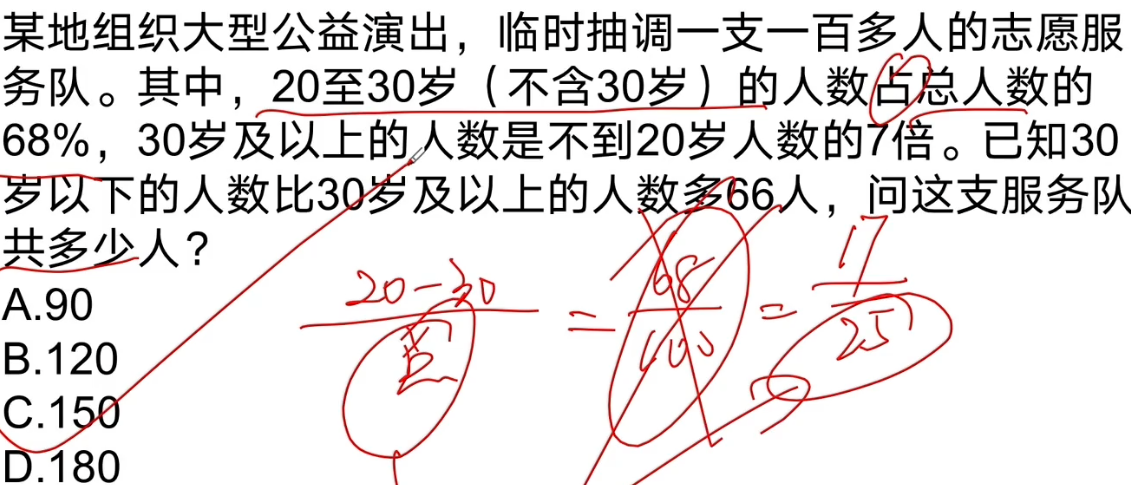 某地组织大型公益演出，临时抽调一支一百多人的志愿服
务队。其中，20至30岁（不含30岁）的人数占总人数的
68%，30岁及以上的人数是不到20岁人数的7倍。已知30
岁以下的人数比30岁及以上的人数多66人，问这支服务队
共多少人？
A.90
B.120
C.150
D.180
20-30
=
68
100
=
17
25